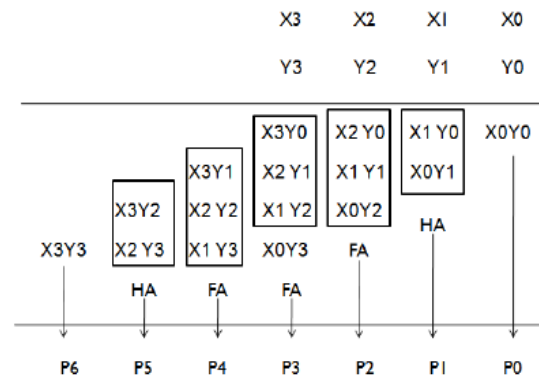 X3 X2 X1 X0
Y3 Y2 Y1 Y0
X3Y0 X2 Y0 X1 Y0 X0Y0
X3Y1 X2 Y1 X1 Y1 X0Y1
X3Y2 X2 Y2 X1 Y2 X0Y2
HA
X3Y3 X2 Y3 X1 Y3 X0Y3 FA
HA FA FA
P6 P5 P4 P3 P2 P1 P0